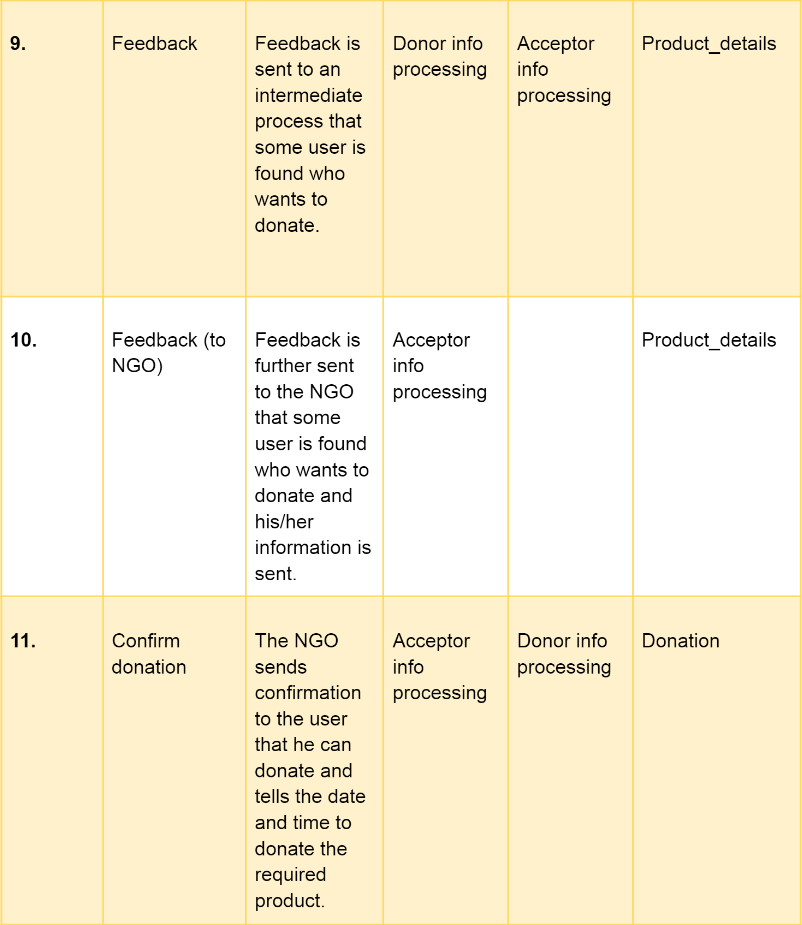 9.
Feedback
Feedback is
sent to an
intermediate
process that
some user is
found who
wants to
donate.
Donor info
processing
Acceptor
info
processing
Product_details
10.
Feedback (to
NGO)
Feedback is
further sent
to the NGO
that some
user is found
who wants to
donate and
his/her
information is
sent.
Acceptor
info
processing
Product_details
11.
Confirm
donation
The NGO
sends
confirmation
to the user
that he can
donate and
tells the date
and time to
donate the
required
product.
Acceptor
info
processing
Donor info
processing
Donation